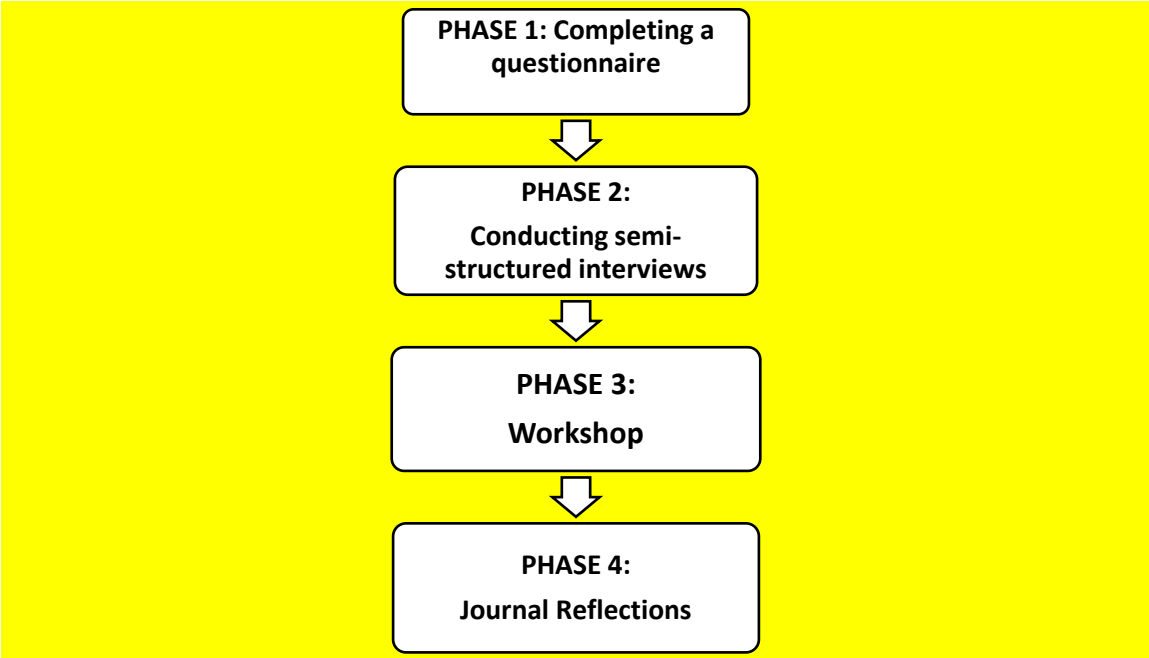 PHASE 1: Completing a
questionnaire
PHASE 2:
Conducting semi-
structured interviews
PHASE 3:
Workshop
PHASE 4:
Journal Reflections